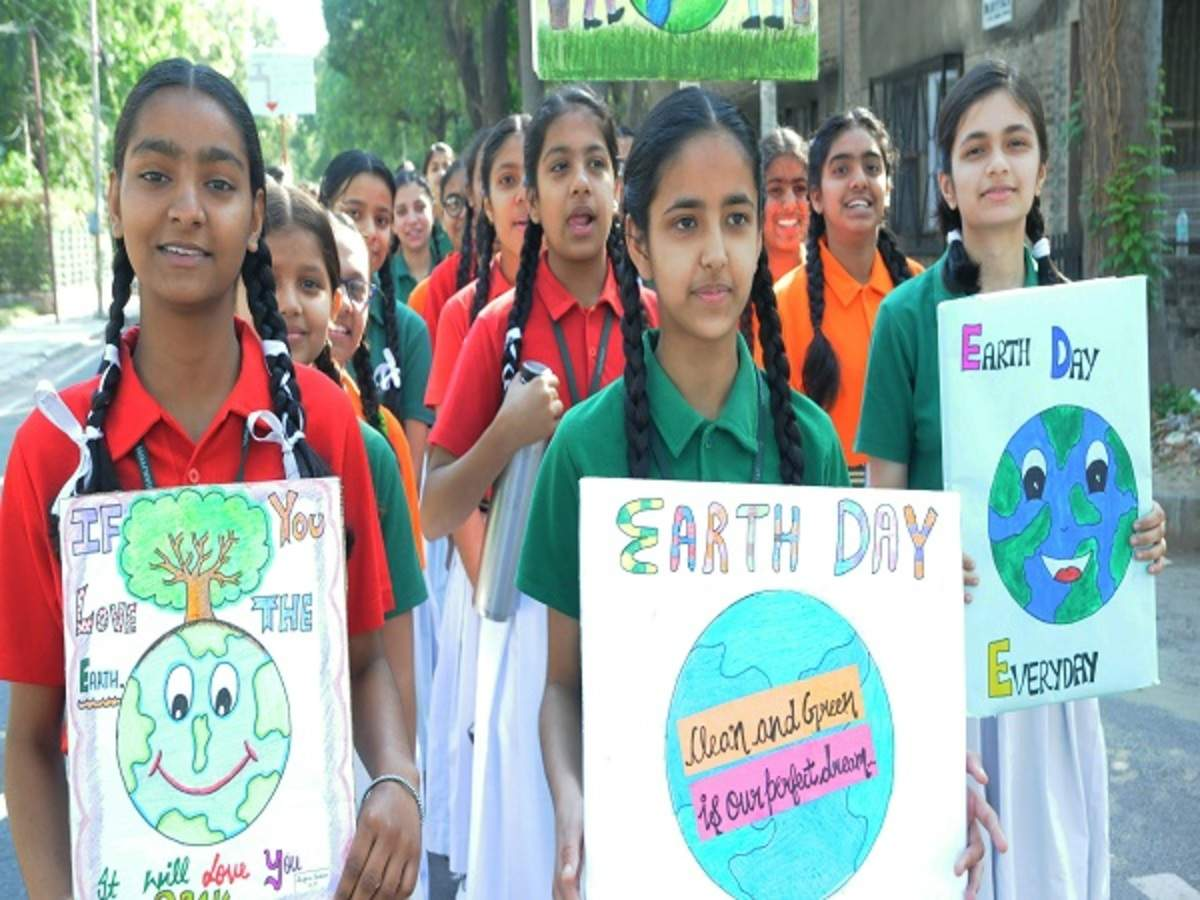 IF You
Love THE
EARTH.
It will Love You
EARTH DAY
Clean and Green
is our perfect dream
EARTH DAY
EVERYDAY